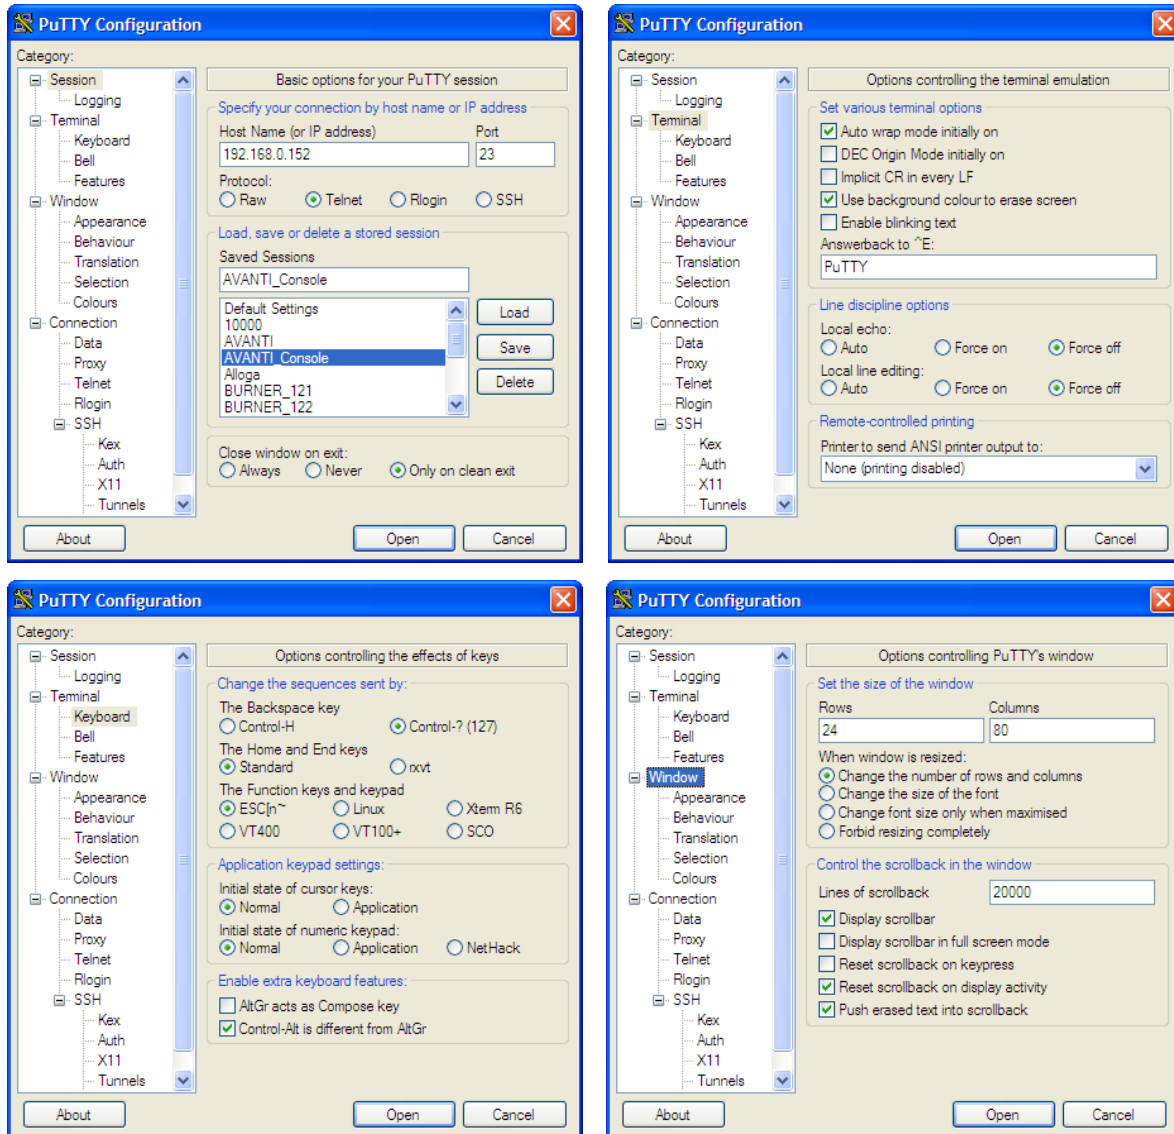 PuTTY Configuration
Category:
Session
Logging
Terminal
Keyboard
Bell
Features
Window
Appearance
Behaviour
Translation
Selection
Colours
Connection
Data
Proxy
Telnet
Rlogin
SSH
Kex
Auth
X11
Tunnels
Basic options for your PuTTY session
Specify your connection by host name or IP address
Host Name (or IP address) Port
192.168.0.152 23
Protocol:
Raw Telnet Rlogin SSH
Load, save or delete a stored session
Saved Sessions
AVANTI_Console
Default Settings
10000
AVANTI
AVANTI_Console
Alloga
BURNER_121
BURNER_122
Load
Save
Delete
Close window on exit:
Always Never Only on clean exit
About Open Cancel
PuTTY Configuration
Category:
Session
Logging
Terminal
Keyboard
Bell
Features
Window
Appearance
Behaviour
Translation
Selection
Colours
Connection
Data
Proxy
Telnet
Rlogin
SSH
Kex
Auth
X11
Tunnels
Options controlling the terminal emulation
Set various terminal options
Auto wrap mode initially on
DEC Origin Mode initially on
Implicit CR in every LF
Use background colour to erase screen
Enable blinking text
Answerback to ^E:
PuTTY
Line discipline options
Local echo:
Auto Force on Force off
Local line editing:
Auto Force on Force off
Remote-controlled printing
Printer to send ANSI printer output to:
None (printing disabled)
About Open Cancel
PuTTY Configuration
Category:
Session
Logging
Terminal
Keyboard
Bell
Features
Window
Appearance
Behaviour
Translation
Selection
Colours
Connection
Data
Proxy
Telnet
Rlogin
SSH
Kex
Auth
X11
Tunnels
Options controlling the effects of keys
Change the sequences sent by:
The Backspace key
Control-H Control-? (127)
The Home and End keys
Standard rxvt
The Function keys and keypad
ESC[n~ Linux Xterm R6
VT400 VT100+ SCO
Application keypad settings:
Initial state of cursor keys:
Normal Application
Initial state of numeric keypad:
Normal Application NetHack
Enable extra keyboard features:
AltGr acts as Compose key
Control-Alt is different from AltGr
About Open Cancel
PuTTY Configuration
Category:
Session
Logging
Terminal
Keyboard
Bell
Features
Window
Appearance
Behaviour
Translation
Selection
Colours
Connection
Data
Proxy
Telnet
Rlogin
SSH
Kex
Auth
X11
Tunnels
Options controlling PuTTY's window
Set the size of the window
Rows Columns
24 80
When window is resized:
Change the number of rows and columns
Change the size of the font
Change font size only when maximised
Forbid resizing completely
Control the scrollback in the window
Lines of scrollback 20000
Display scrollbar
Display scrollbar in full screen mode
Reset scrollback on keypress
Reset scrollback on display activity
Push erased text into scrollback
About Open Cancel